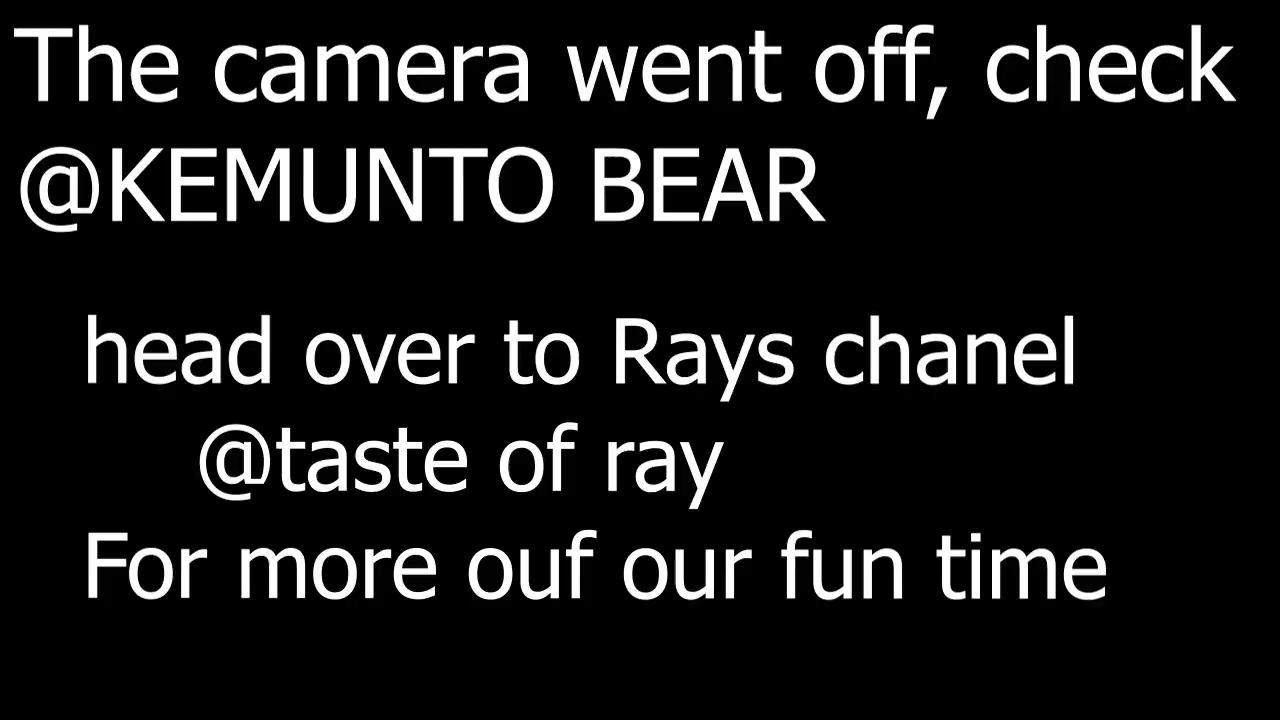 The camera went off, check
@KEMUNTO BEAR
head over to Rays chanel
@taste of ray
For more ouf our fun time